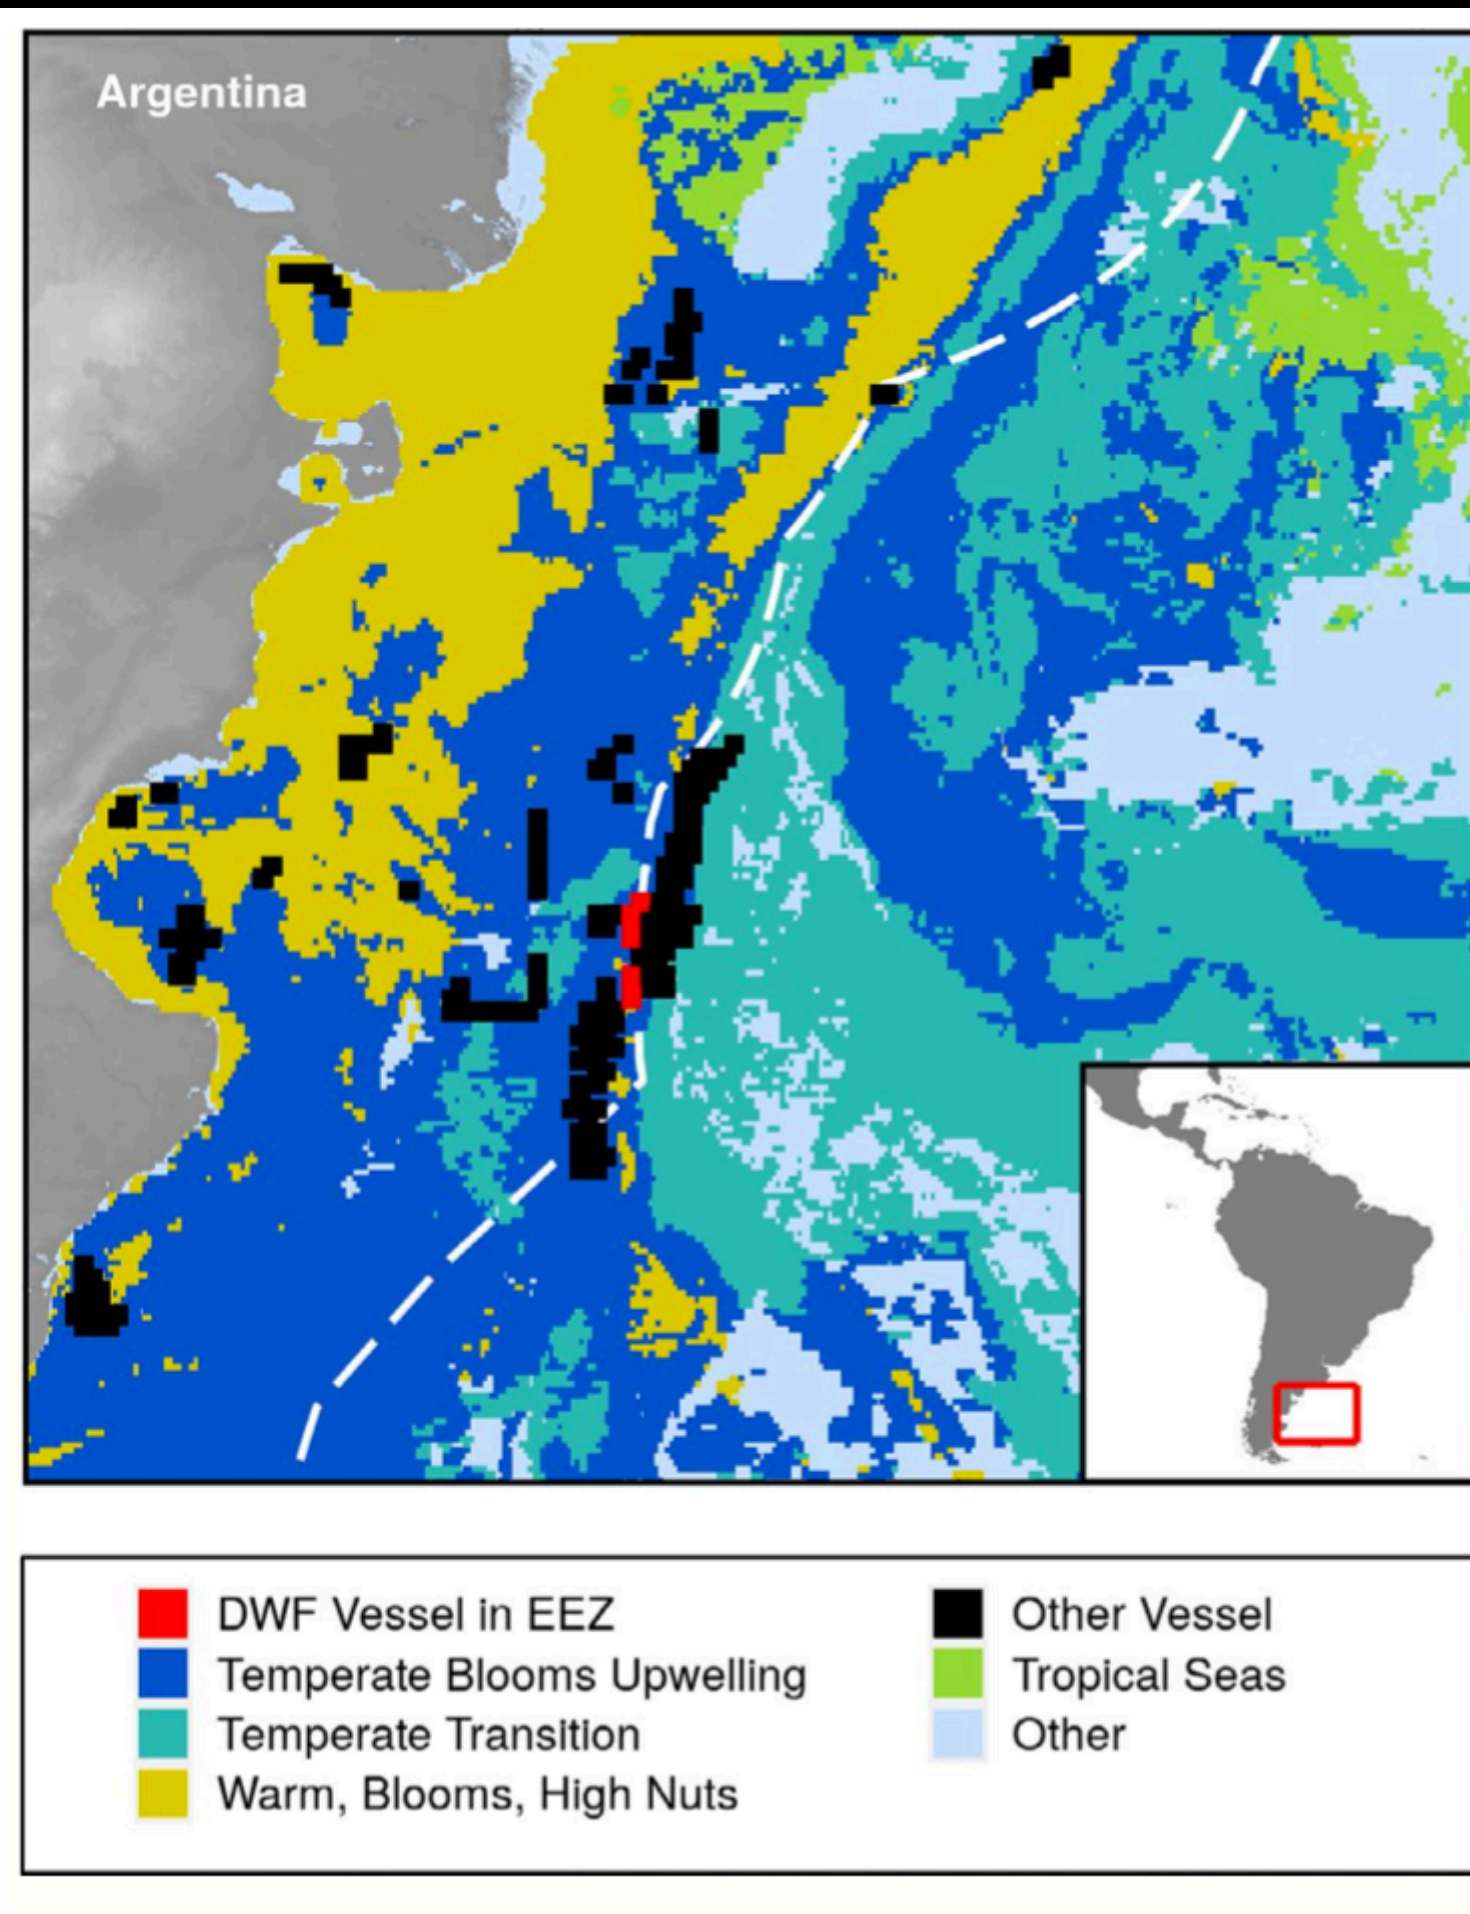 Argentina
DWF Vessel in EEZ
Temperate Blooms Upwelling
Temperate Transition
Warm, Blooms, High Nuts
Other Vessel
Tropical Seas
Other